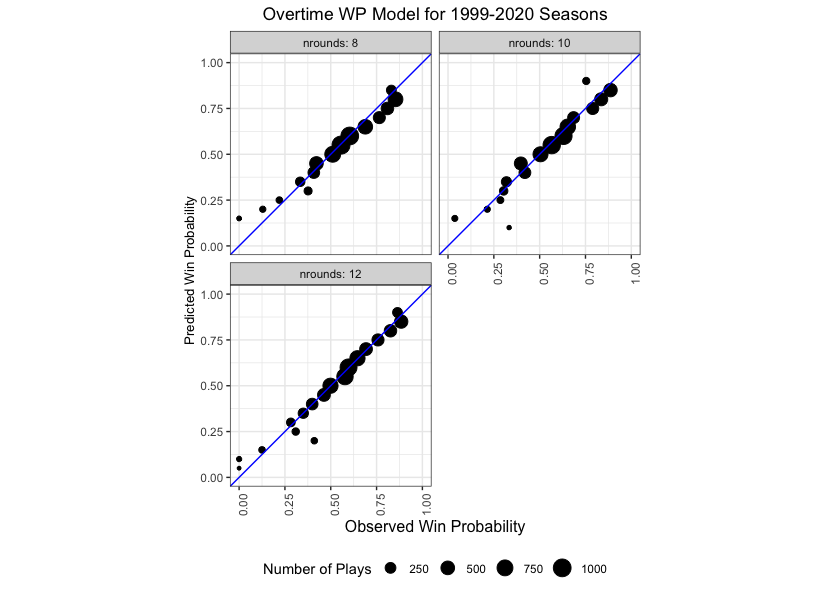 Overtime WP Model for 1999-2020 Seasons
nrounds: 8
nrounds: 10
1.00
0.75
0.50
0.25
0.00
0.00
0.25
0.50
0.75
1.00
nrounds: 12
1.00
0.75
0.50
0.25
0.00
0.00
0.25
0.50
0.75
1.00
Predicted Win Probability
Observed Win Probability
Number of Plays 250 500 750 1000